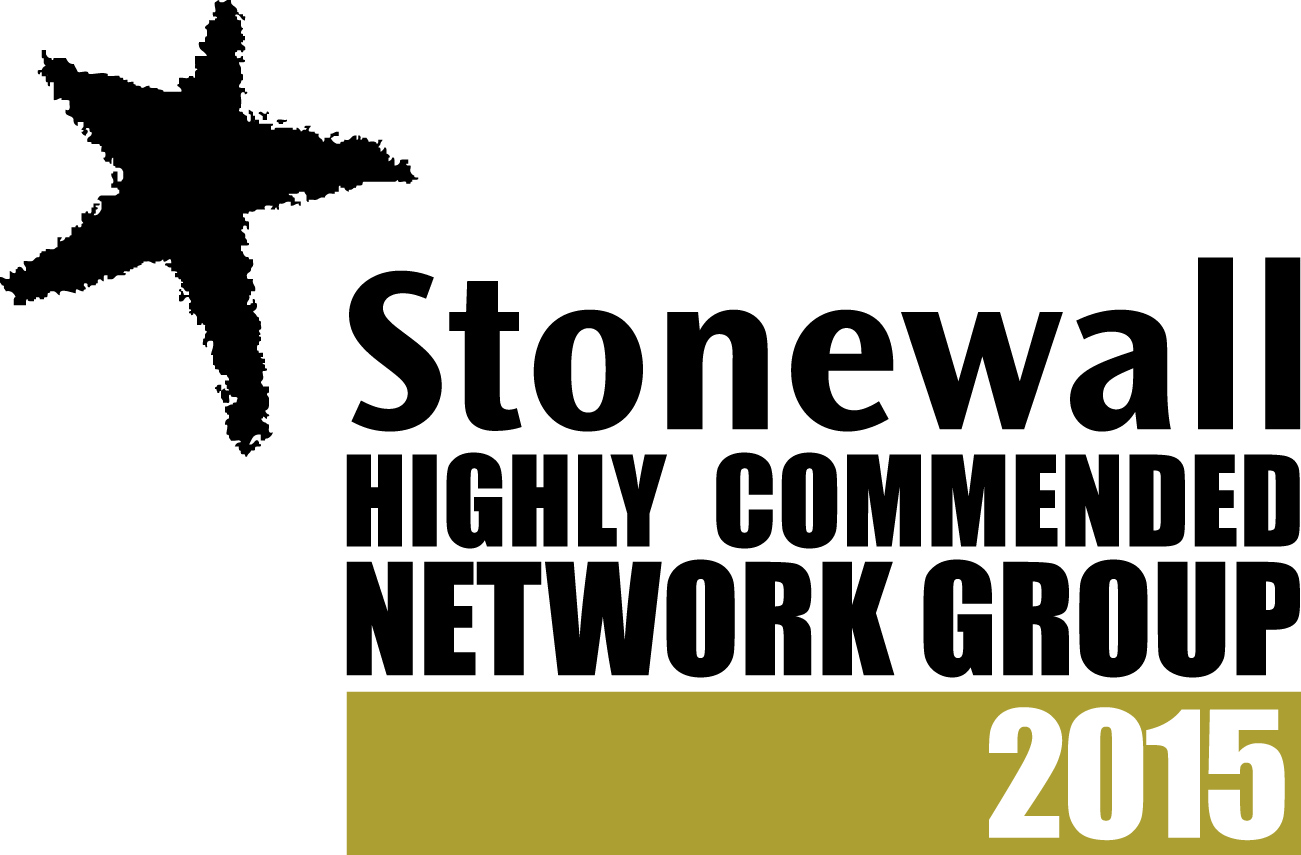 Stonewall
HIGHLY COMMENDED
NETWORK GROUP
2015